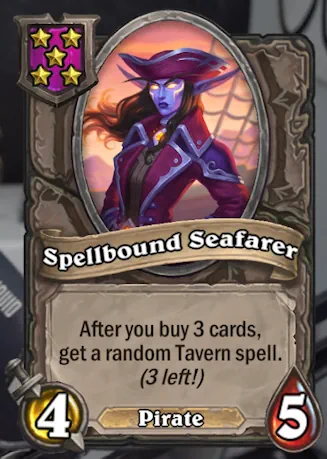 Spellbound Seafarer
After you buy 3 cards,
get a random Tavern spell.
(3 left!)
4
Pirate
5